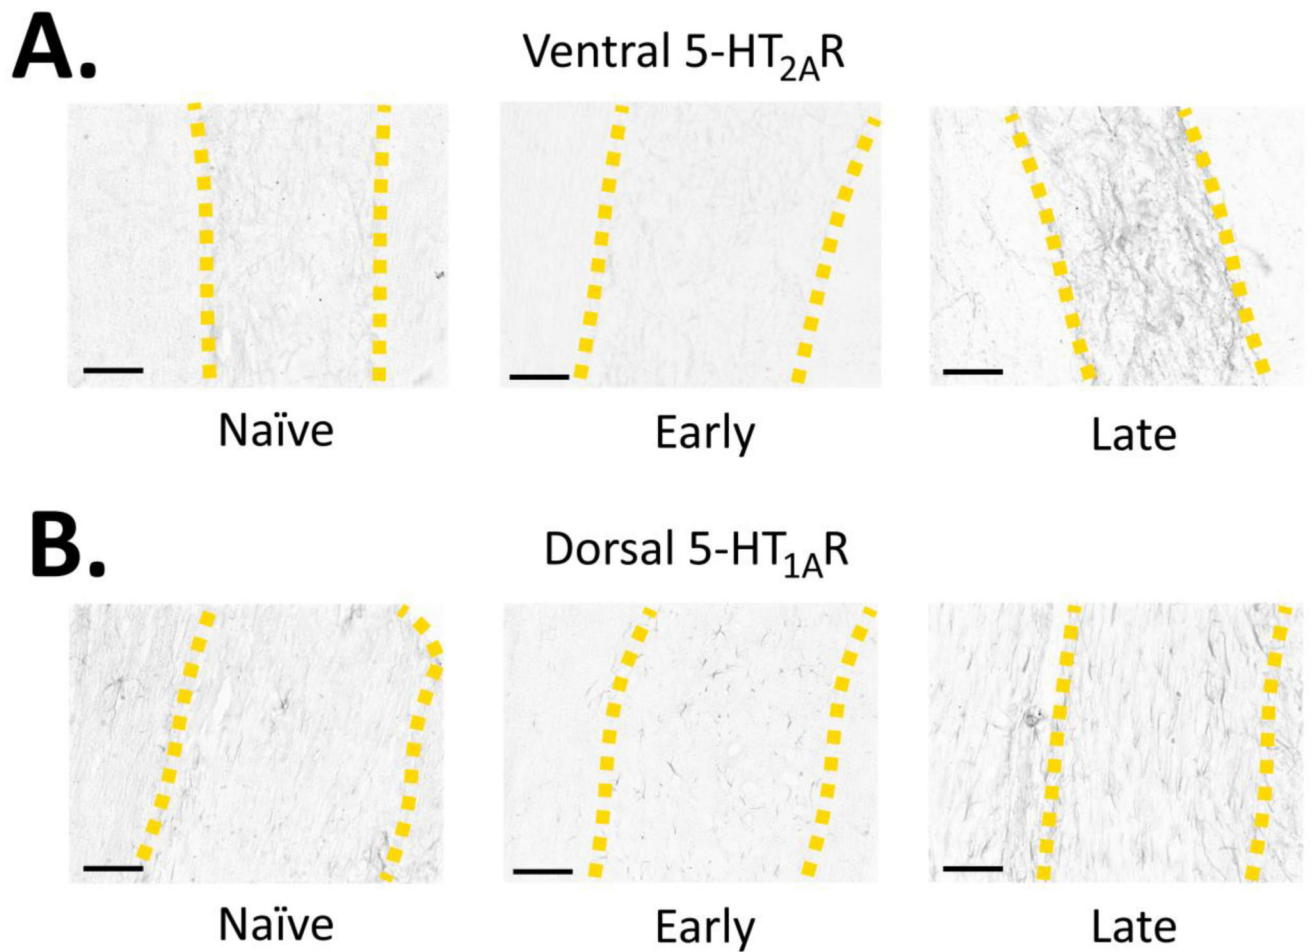 A.
Ventral 5-HT2AR
Naïve
Early
Late
B.
Dorsal 5-HT1AR
Naïve
Early
Late